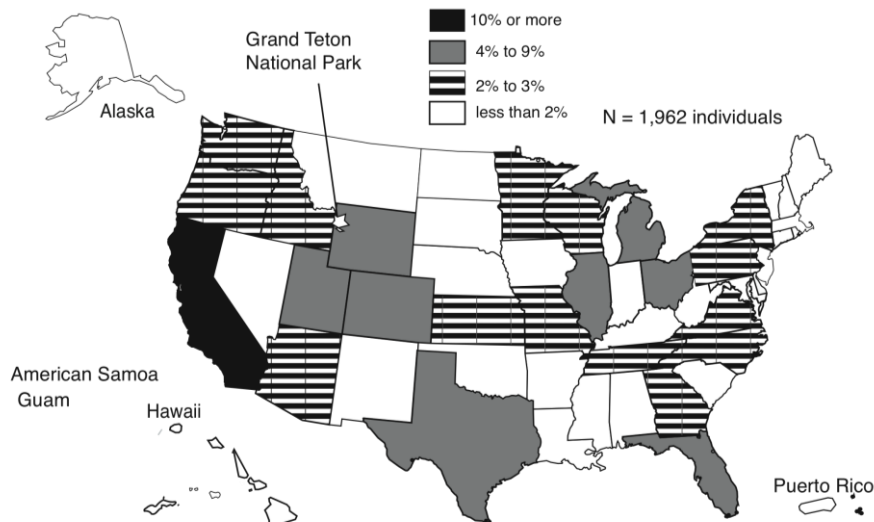 10% or more
Grand Teton
National Park
4% to 9%
2% to 3%
less than 2%
Alaska
N = 1,962 individuals
American Samoa
Guam
Hawaii
Puerto Rico